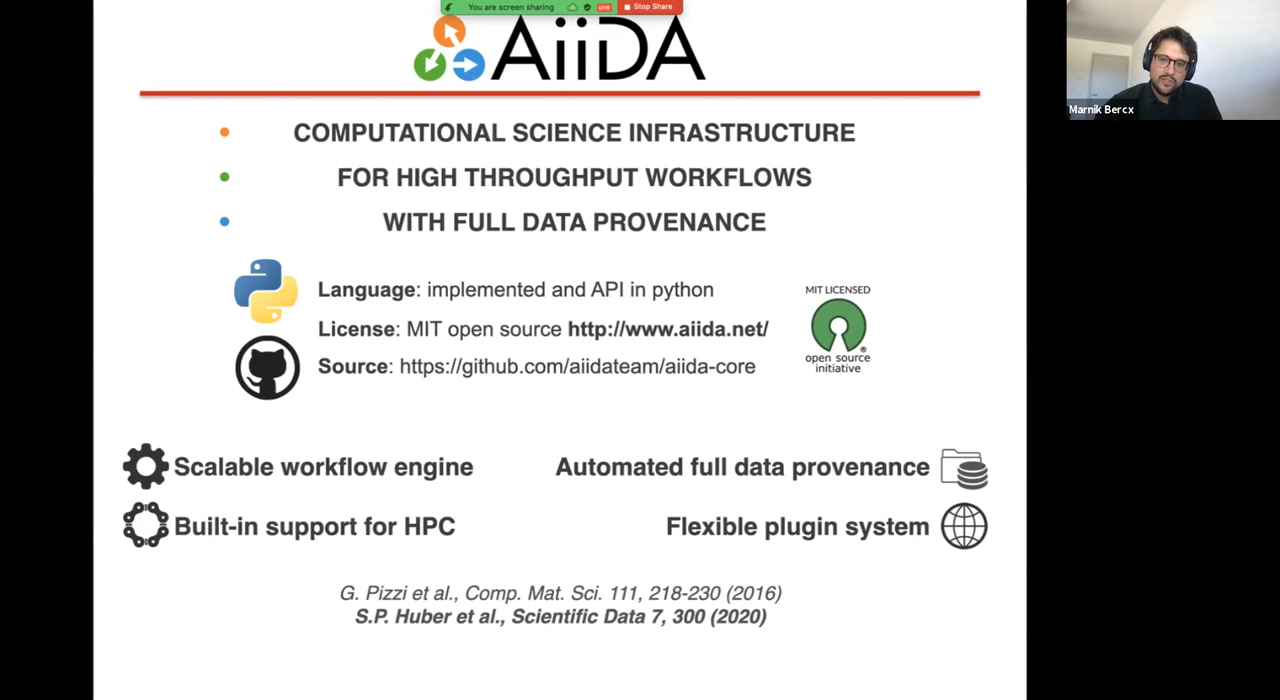 You are screen sharing LIVE Stop Share
AiiDA
Marnik Bercx
COMPUTATIONAL SCIENCE INFRASTRUCTURE
FOR HIGH THROUGHPUT WORKFLOWS
WITH FULL DATA PROVENANCE
Language: implemented and API in python
License: MIT open source http://www.aiida.net/
Source: https://github.com/aiidateam/aiida-core
MIT LICENSED
open source
initiative
Scalable workflow engine
Automated full data provenance
Built-in support for HPC
Flexible plugin system
G. Pizzi et al., Comp. Mat. Sci. 111, 218-230 (2016)
S.P. Huber et al., Scientific Data 7, 300 (2020)